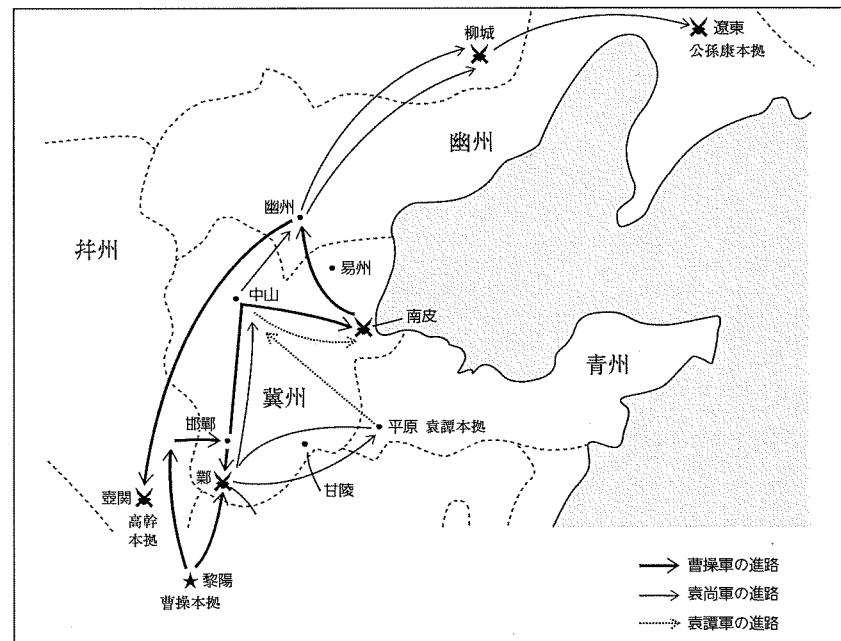 柳城
遼東
公孫康本拠
幽州
幽州
幷州
易州
中山
南皮
青州
冀州
邯鄲
平原 袁譚本拠
鄴
甘陵
壺関
高幹
本拠
黎陽
曹操本拠
曹操軍の進路
袁尚軍の進路
袁譚軍の進路